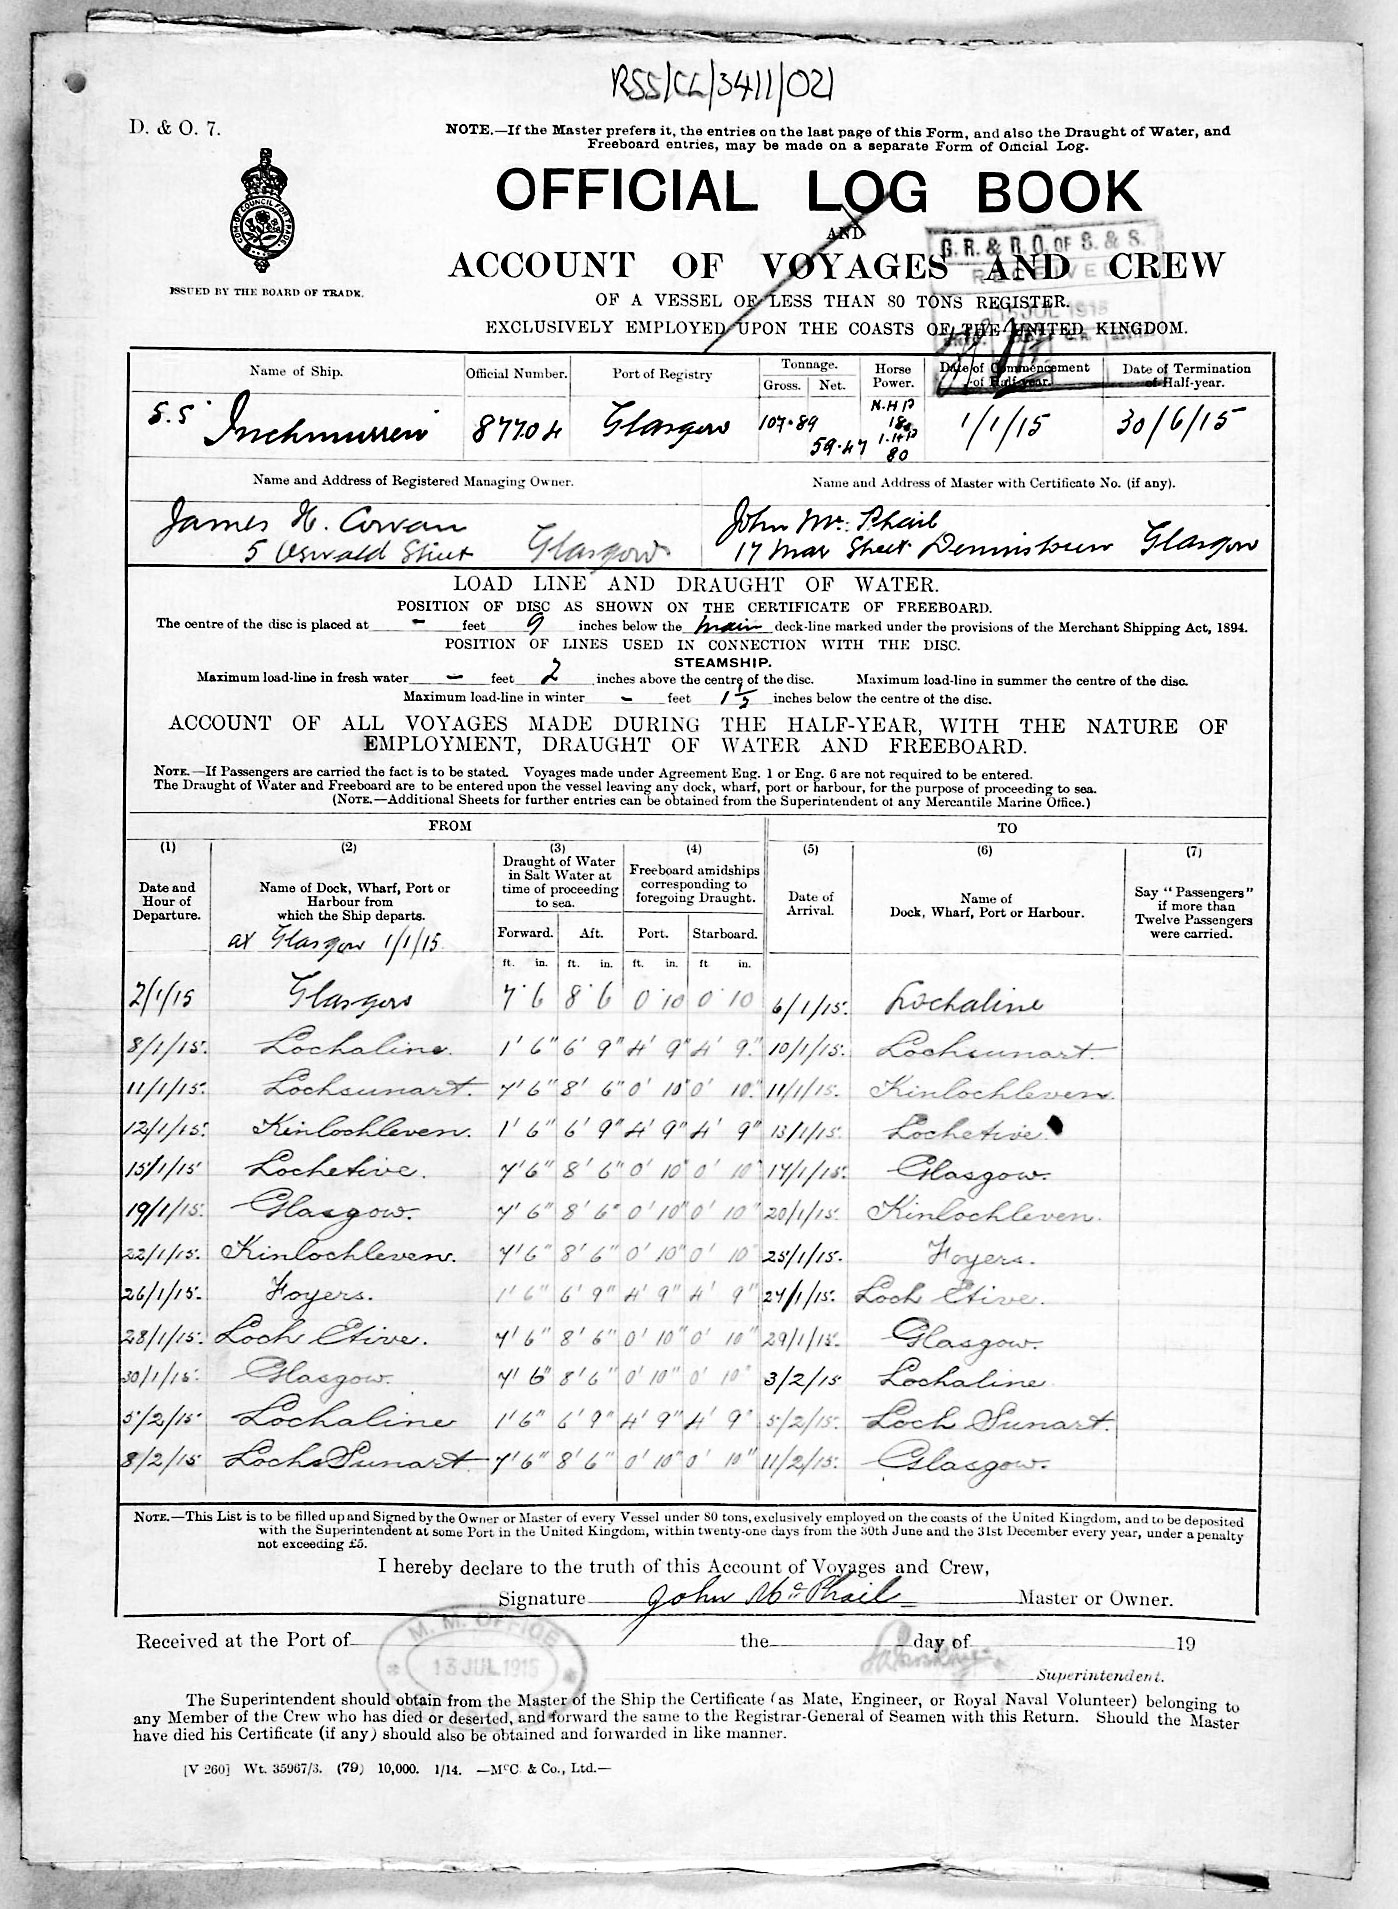 RSS/CL/3411/021
D. & O. 7.
NOTE.—If the Master prefers it, the entries on the last page of this Form, and also the Draught of Water, and
Freeboard entries, may be made on a separate Form of Official Log.
OFFICIAL LOG BOOK
AND
ACCOUNT OF VOYAGES AND CREW
OF A VESSEL OF LESS THAN 80 TONS REGISTER.
EXCLUSIVELY EMPLOYED UPON THE COASTS OF THE UNITED KINGDOM.
COM. OF COUNCIL FOR TRADE
ISSUED BY THE BOARD OF TRADE.
G. R. & R. O. OF S. & S.
RECEIVED
15 JUL 1915
Name of Ship. Official Number. Port of Registry Tonnage. Gross. Net. Horse Power. Date of Commencement of Half-year. Date of Termination of Half-year.
S.S Inchmurren 87704 Glasgow 107.89 59.47 N.H.P 18 I.H.P 80 1/1/15 30/6/15
Name and Address of Registered Managing Owner. Name and Address of Master with Certificate No. (if any).
James H. Cowan John Mc Phail
5 Oswald Street Glasgow 17 Street Dennistoun Glasgow
LOAD LINE AND DRAUGHT OF WATER.
POSITION OF DISC AS SHOWN ON THE CERTIFICATE OF FREEBOARD.
The centre of the disc is placed at - feet 9 inches below the main deck-line marked under the provisions of the Merchant Shipping Act, 1894.
POSITION OF LINES USED IN CONNECTION WITH THE DISC.
STEAMSHIP.
Maximum load-line in fresh water - feet 2 inches above the centre of the disc. Maximum load-line in summer the centre of the disc.
Maximum load-line in winter - feet 1½ inches below the centre of the disc.
ACCOUNT OF ALL VOYAGES MADE DURING THE HALF-YEAR, WITH THE NATURE OF
EMPLOYMENT, DRAUGHT OF WATER AND FREEBOARD.
NOTE.—If Passengers are carried the fact is to be stated. Voyages made under Agreement Eng. 1 or Eng. 6 are not required to be entered.
The Draught of Water and Freeboard are to be entered upon the vessel leaving any dock, wharf, port or harbour, for the purpose of proceeding to sea.
(NOTE.—Additional Sheets for further entries can be obtained from the Superintendent of any Mercantile Marine Office.)
FROM TO
(1) (2) (3) (4) (5) (6) (7)
Date and Hour of Departure. Name of Dock, Wharf, Port or Harbour from which the Ship departs. Draught of Water in Salt Water at time of proceeding to sea. Freeboard amidships corresponding to foregoing Draught. Date of Arrival. Name of Dock, Wharf, Port or Harbour. Say "Passengers" if more than Twelve Passengers were carried.
at Glasgow 1/1/15 Forward. Aft. Port. Starboard.
ft. in. ft. in. ft. in. ft in.
2/1/15 Glasgow 7' 6 8' 6 0' 10 0' 10 6/1/15. Lochaline
8/1/15. Lochaline. 1' 6" 6' 9" 4' 9" 4' 9." 10/1/15. Lochsunart.
11/1/15. Lochsunart. 7' 6" 8' 6" 0' 10" 0' 10." 11/1/15. Kinlochleven.
12/1/15. Kinlochleven. 1' 6" 6' 9" 4' 9" 4' 9" 13/1/15. Lochetive.
15/1/15 Lochetive. 7' 6" 8' 6" 0' 10" 0' 10" 17/1/15. Glasgow.
19/1/15. Glasgow. 7' 6" 8' 6" 0' 10" 0' 10" 20/1/15. Kinlochleven.
22/1/15. Kinlochleven. 7' 6" 8' 6" 0' 10" 0' 10" 25/1/15. Foyers.
26/1/15. Foyers. 1' 6" 6' 9" 4' 9" 4' 9" 27/1/15. Loch Etive.
28/1/15. Loch Etive. 7' 6" 8' 6" 0' 10" 0' 10" 29/1/15. Glasgow.
30/1/15. Glasgow. 7' 6" 8' 6" 0' 10" 0' 10" 3/2/15 Lochaline
5/2/15. Lochaline 1' 6" 6' 9" 4' 9" 4' 9" 5/2/15. Loch Sunart.
8/2/15 Loch Sunart 7' 6" 8' 6" 0' 10" 0' 10" 11/2/15. Glasgow.
NOTE.—This List is to be filled up and Signed by the Owner or Master of every Vessel under 80 tons, exclusively employed on the coasts of the United Kingdom, and to be deposited
with the Superintendent at some Port in the United Kingdom, within twenty-one days from the 30th June and the 31st December every year, under a penalty
not exceeding £5.
I hereby declare to the truth of this Account of Voyages and Crew,
Signature John McPhail Master or Owner.
M. M. OFFICE
13 JUL 1915
Received at the Port of the day of 19
Superintendent.
The Superintendent should obtain from the Master of the Ship the Certificate (as Mate, Engineer, or Royal Naval Volunteer) belonging to
any Member of the Crew who has died or deserted, and forward the same to the Registrar-General of Seamen with this Return. Should the Master
have died his Certificate (if any) should also be obtained and forwarded in like manner.
[V 260] Wt. 35967/3. (79) 10,000. 1/14. —McC & Co., Ltd.—